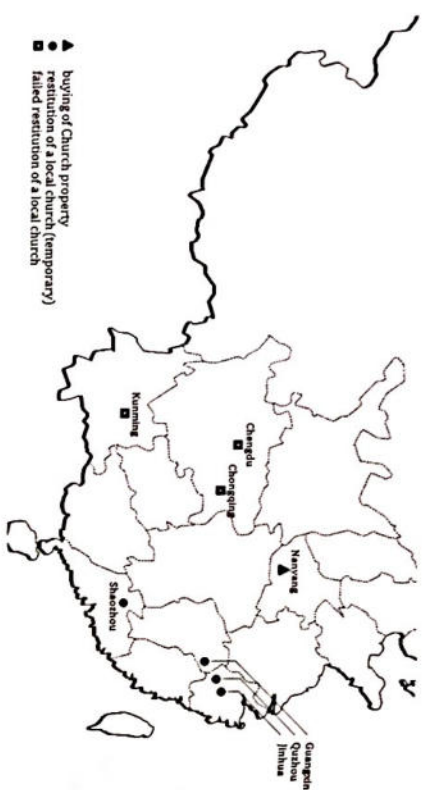 Nanyang
Chengdu
Chongqing
Kunming
Shaozhou
Guangxin
Quzhou
Jinhua
buying of Church property
restitution of a local church (temporary)
failed restitution of a local church